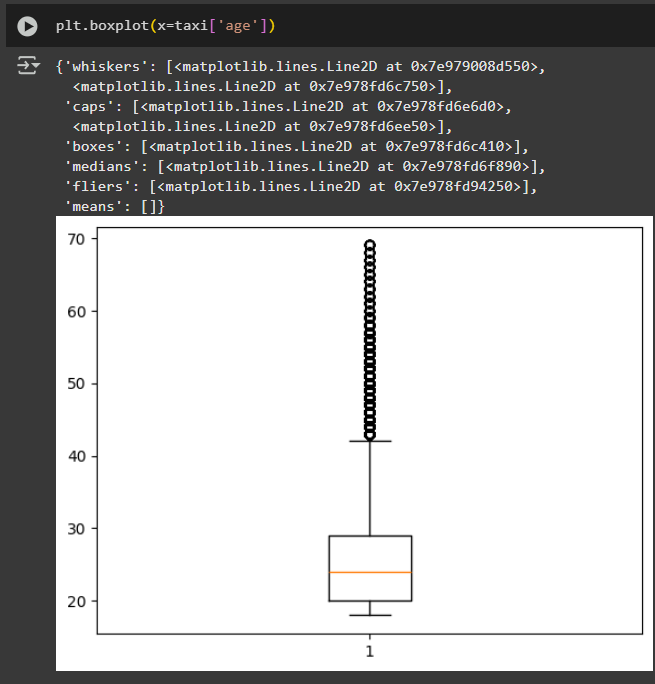 plt.boxplot(x=taxi['age'])
{'whiskers': [<matplotlib.lines.Line2D at 0x7e979008d550>,
<matplotlib.lines.Line2D at 0x7e978fd6c750>],
'caps': [<matplotlib.lines.Line2D at 0x7e978fd6e6d0>,
<matplotlib.lines.Line2D at 0x7e978fd6ee50>],
'boxes': [<matplotlib.lines.Line2D at 0x7e978fd6c410>],
'medians': [<matplotlib.lines.Line2D at 0x7e978fd6f890>],
'fliers': [<matplotlib.lines.Line2D at 0x7e978fd94250>],
'means': []}
70
60
50
40
30
20
1